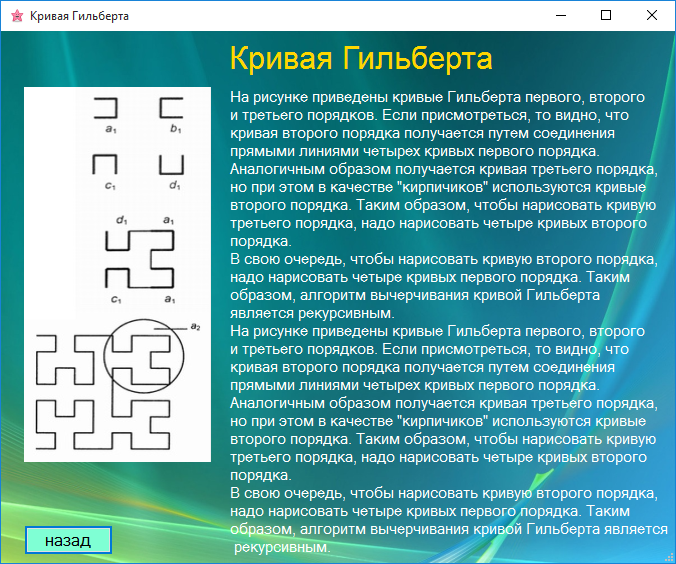 Кривая Гильберта
Кривая Гильберта
На рисунке приведены кривые Гильберта первого, второго
и третьего порядков. Если присмотреться, то видно, что
кривая второго порядка получается путем соединения
прямыми линиями четырех кривых первого порядка.
Аналогичным образом получается кривая третьего порядка,
но при этом в качестве "кирпичиков" используются кривые
второго порядка. Таким образом, чтобы нарисовать кривую
третьего порядка, надо нарисовать четыре кривых второго
порядка.
В свою очередь, чтобы нарисовать кривую второго порядка,
надо нарисовать четыре кривых первого порядка. Таким
образом, алгоритм вычерчивания кривой Гильберта
является рекурсивным.
На рисунке приведены кривые Гильберта первого, второго
и третьего порядков. Если присмотреться, то видно, что
кривая второго порядка получается путем соединения
прямыми линиями четырех кривых первого порядка.
Аналогичным образом получается кривая третьего порядка,
но при этом в качестве "кирпичиков" используются кривые
второго порядка. Таким образом, чтобы нарисовать кривую
третьего порядка, надо нарисовать четыре кривых второго
порядка.
В свою очередь, чтобы нарисовать кривую второго порядка,
надо нарисовать четыре кривых первого порядка. Таким
образом, алгоритм вычерчивания кривой Гильберта является
рекурсивным.
a₁ b₁
c₁ d₁
d₁ a₁
c₁ a₁
a₂
назад